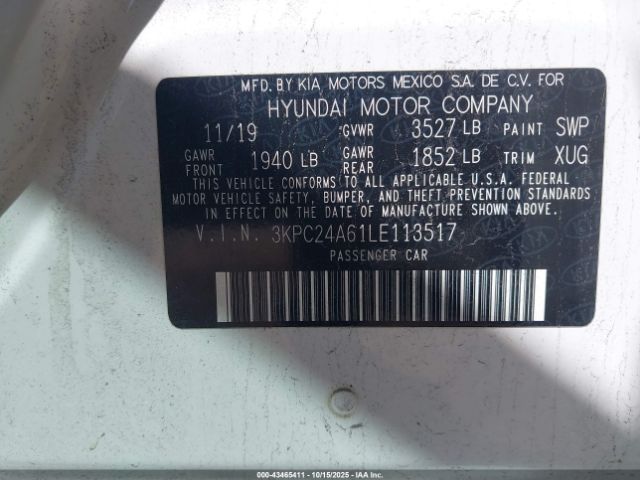 MFD. BY KIA MOTORS MEXICO S.A. DE C.V. FOR
HYUNDAI MOTOR COMPANY
11/19 GVWR 3527 LB PAINT SWP
GAWR FRONT 1940 LB GAWR REAR 1852 LB TRIM XUG
THIS VEHICLE CONFORMS TO ALL APPLICABLE U.S.A. FEDERAL
MOTOR VEHICLE SAFETY, BUMPER, AND THEFT PREVENTION STANDARDS
IN EFFECT ON THE DATE OF MANUFACTURE SHOWN ABOVE.
V.I.N. 3KPC24A61LE113517
PASSENGER CAR
000-43465411 - 10/15/2025 - IAAI.COM